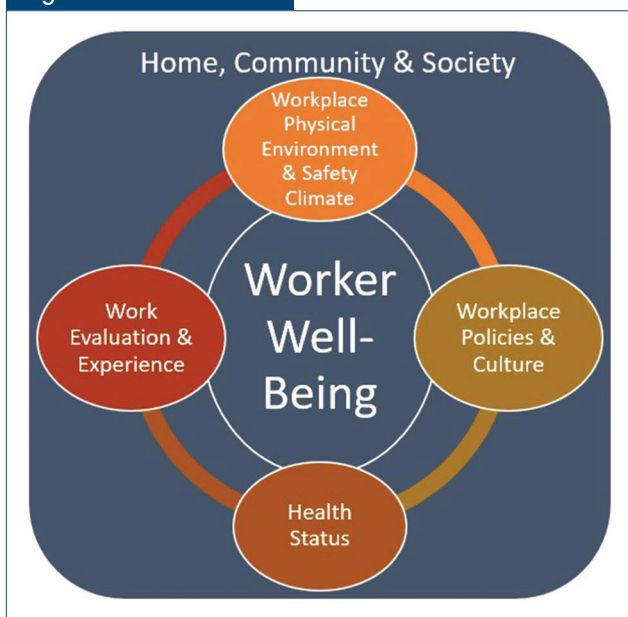 Home, Community & Society
Workplace
Physical
Environment
& Safety
Climate
Work
Evaluation &
Experience
Worker
Well-
Being
Workplace
Policies &
Culture
Health
Status